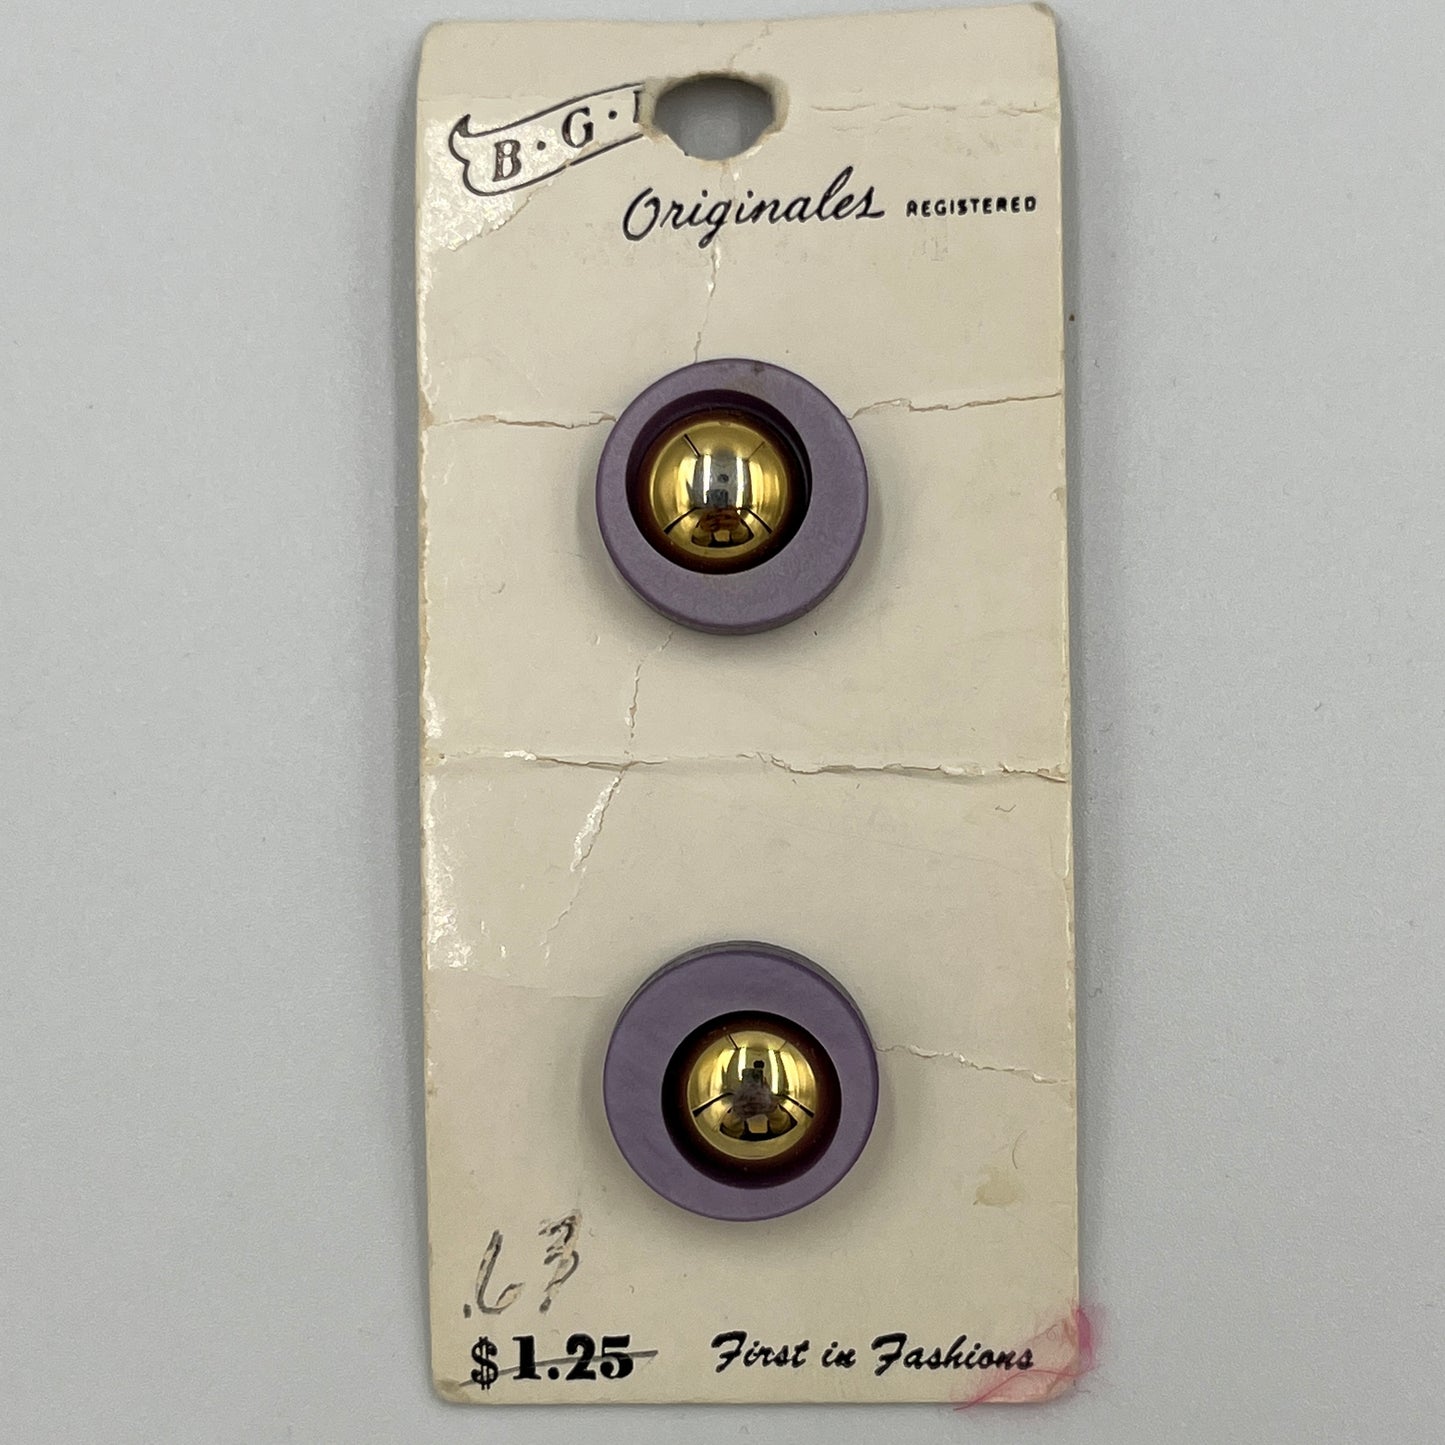 B·G·
Originales REGISTERED
.63
$1.25 First in Fashions